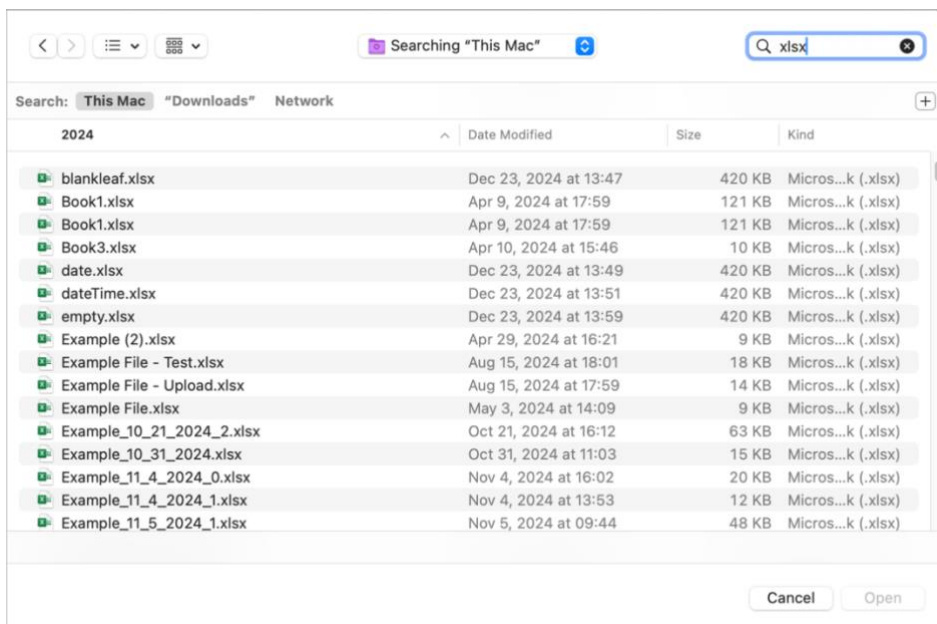 Searching “This Mac”
xlsx
Search: This Mac “Downloads” Network
2024 Date Modified Size Kind
blankleaf.xlsx Dec 23, 2024 at 13:47 420 KB Micros...k (.xlsx)
Book1.xlsx Apr 9, 2024 at 17:59 121 KB Micros...k (.xlsx)
Book1.xlsx Apr 9, 2024 at 17:59 121 KB Micros...k (.xlsx)
Book3.xlsx Apr 10, 2024 at 15:46 10 KB Micros...k (.xlsx)
date.xlsx Dec 23, 2024 at 13:49 420 KB Micros...k (.xlsx)
dateTime.xlsx Dec 23, 2024 at 13:51 420 KB Micros...k (.xlsx)
empty.xlsx Dec 23, 2024 at 13:59 420 KB Micros...k (.xlsx)
Example (2).xlsx Apr 29, 2024 at 16:21 9 KB Micros...k (.xlsx)
Example File - Test.xlsx Aug 15, 2024 at 18:01 18 KB Micros...k (.xlsx)
Example File - Upload.xlsx Aug 15, 2024 at 17:59 14 KB Micros...k (.xlsx)
Example File.xlsx May 3, 2024 at 14:09 9 KB Micros...k (.xlsx)
Example_10_21_2024_2.xlsx Oct 21, 2024 at 16:12 63 KB Micros...k (.xlsx)
Example_10_31_2024.xlsx Oct 31, 2024 at 11:03 15 KB Micros...k (.xlsx)
Example_11_4_2024_0.xlsx Nov 4, 2024 at 16:02 20 KB Micros...k (.xlsx)
Example_11_4_2024_1.xlsx Nov 4, 2024 at 13:53 12 KB Micros...k (.xlsx)
Example_11_5_2024_1.xlsx Nov 5, 2024 at 09:44 48 KB Micros...k (.xlsx)
Cancel Open